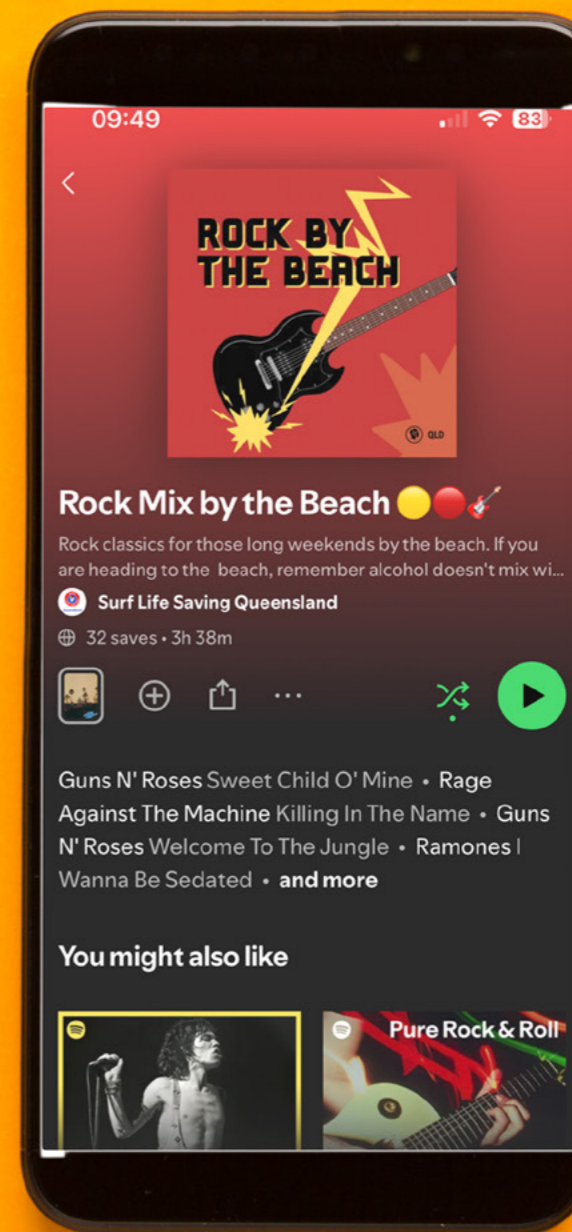 09:49
83
ROCK BY
THE BEACH
QLD
Rock Mix by the Beach 🟡🔴🎸
Rock classics for those long weekends by the beach. If you
are heading to the beach, remember alcohol doesn't mix wi...
Surf Life Saving Queensland
32 saves • 3h 38m
Guns N' Roses Sweet Child O' Mine • Rage
Against The Machine Killing In The Name • Guns
N' Roses Welcome To The Jungle • Ramones I
Wanna Be Sedated • and more
You might also like
Pure Rock & Roll